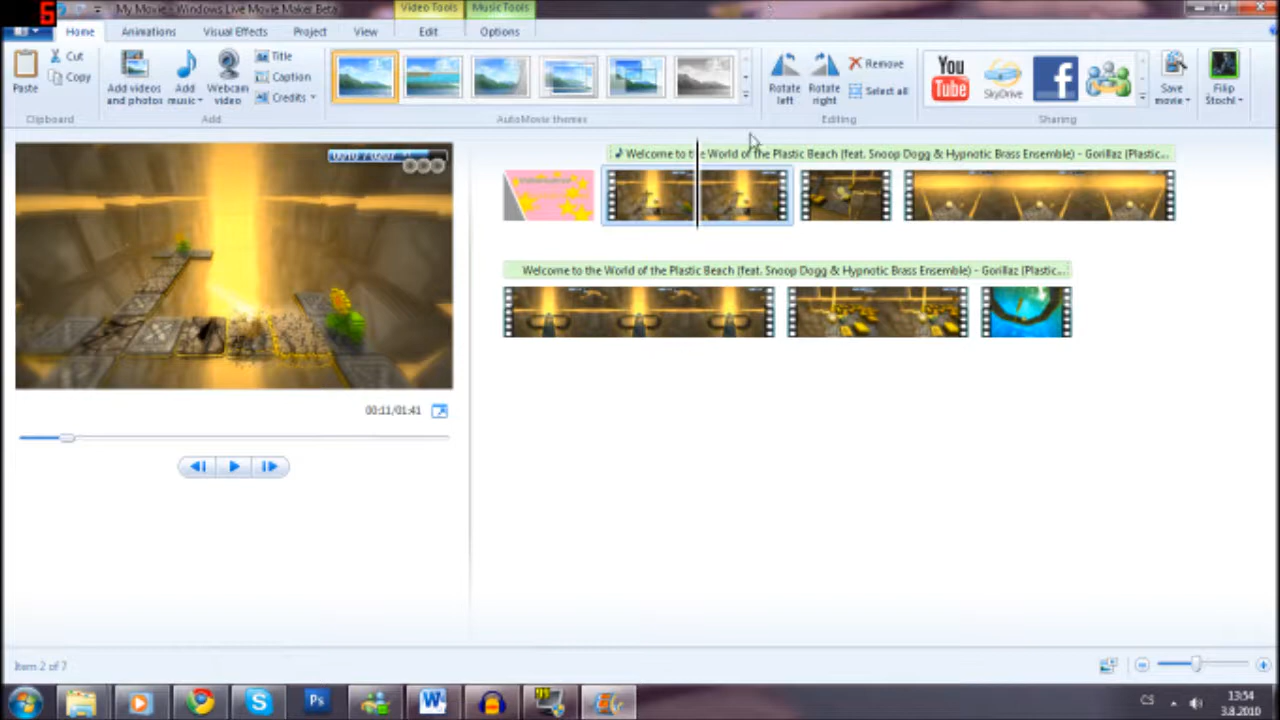 My Movie - Windows Live Movie Maker Beta
Video Tools
Music Tools
Home
Animations
Visual Effects
Project
View
Edit
Options
Paste
Cut
Copy
Clipboard
Add videos
and photos
Add
music
Webcam
video
Title
Caption
Credits
Add
AutoMovie themes
Rotate
left
Rotate
right
Remove
Select all
Editing
You
Tube
SkyDrive
f
Sharing
Save
movie
Filip
Štochl
Welcome to the World of the Plastic Beach (feat. Snoop Dogg & Hypnotic Brass Ensemble) - Gorillaz (Plastic...
Welcome to the World of the Plastic Beach (feat. Snoop Dogg & Hypnotic Brass Ensemble) - Gorillaz (Plastic...
00:11/01:41
Item 2 of 7
Ps
W
CS
13:54
3.8.2010